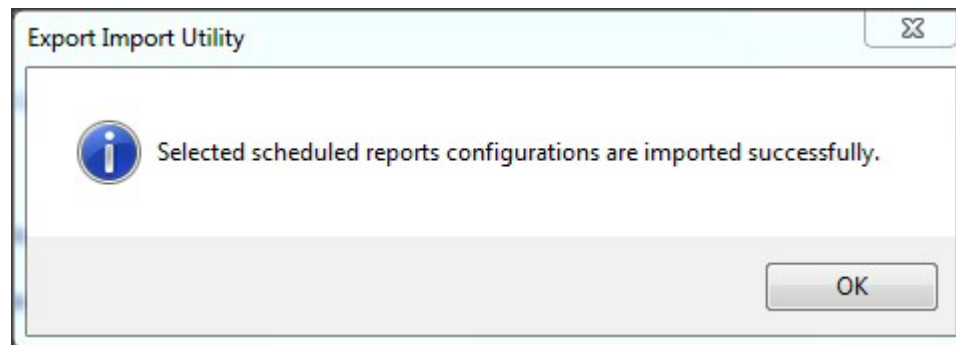 Export Import Utility
Selected scheduled reports configurations are imported successfully.
OK